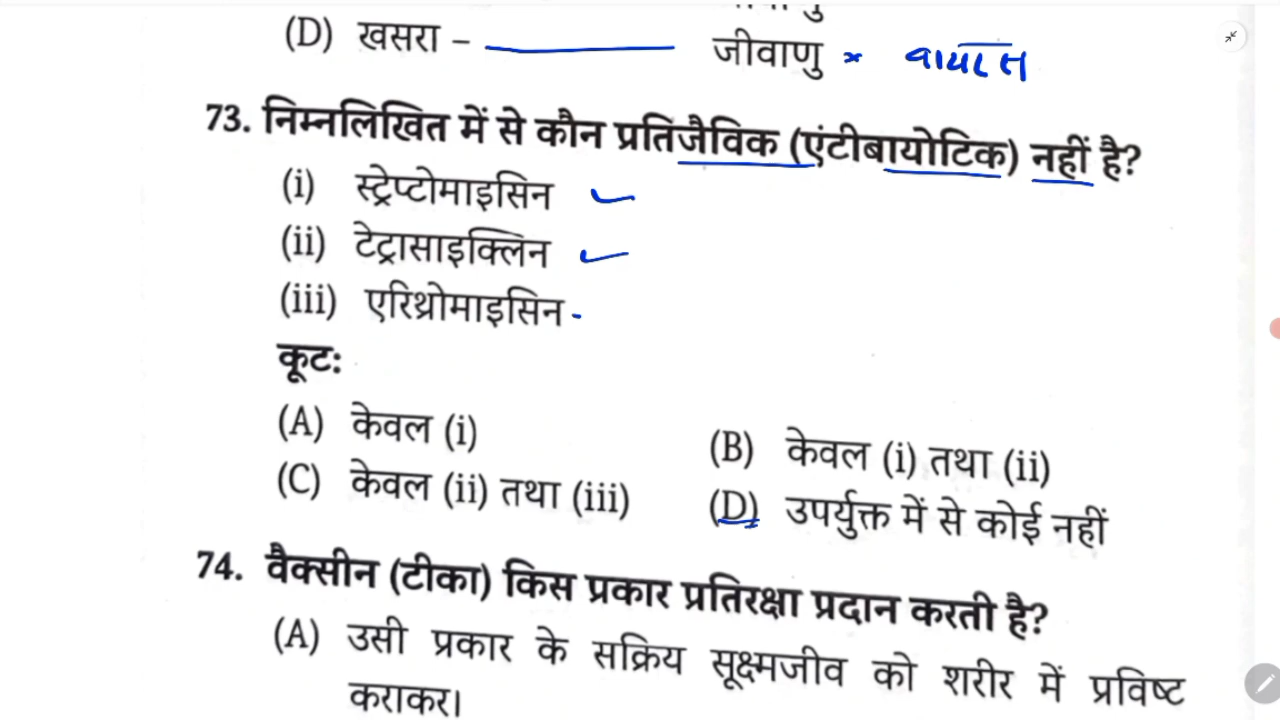 (D) खसरा – जीवाणु × वायरस
73. निम्नलिखित में से कौन प्रतिजैविक (एंटीबायोटिक) नहीं है?
(i) स्ट्रेप्टोमाइसिन
(ii) टेट्रासाइक्लिन
(iii) एरिथ्रोमाइसिन
कूट:
(A) केवल (i)
(B) केवल (i) तथा (ii)
(C) केवल (ii) तथा (iii)
(D) उपर्युक्त में से कोई नहीं
74. वैक्सीन (टीका) किस प्रकार प्रतिरक्षा प्रदान करती है?
(A) उसी प्रकार के सक्रिय सूक्ष्मजीव को शरीर में प्रविष्ट
कराकर।